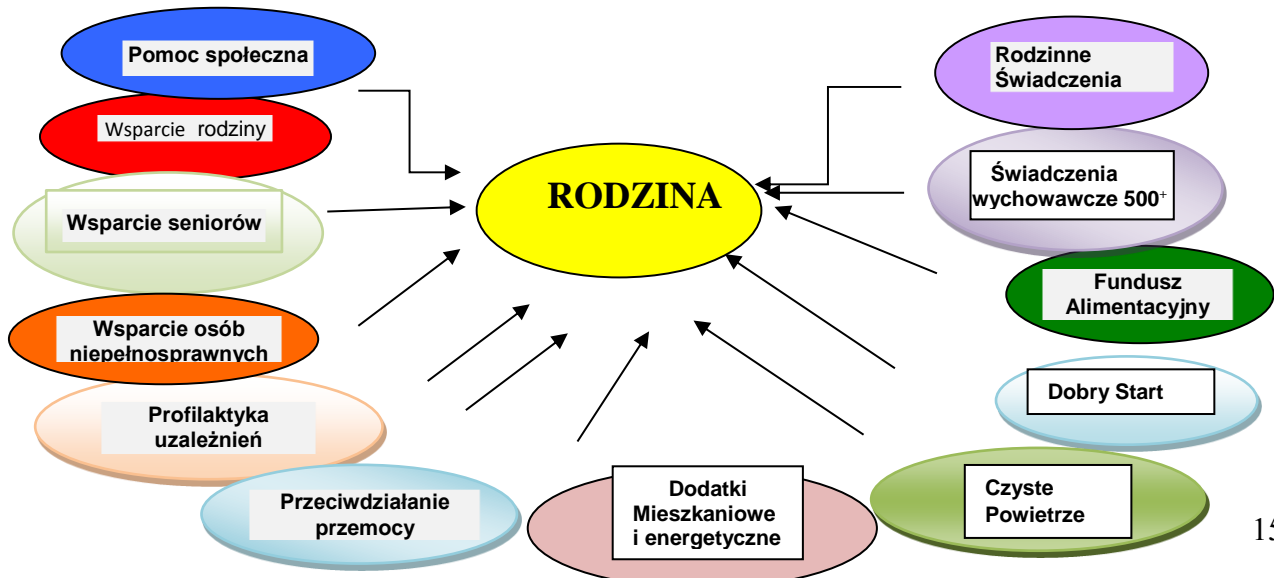 Pomoc społeczna
Wsparcie rodziny
Wsparcie seniorów
Wsparcie osób
niepełnosprawnych
Profilaktyka
uzależnień
Przeciwdziałanie
przemocy
RODZINA
Dodatki
Mieszkaniowe
i energetyczne
Rodzinne
Świadczenia
Świadczenia
wychowawcze 500+
Fundusz
Alimentacyjny
Dobry Start
Czyste
Powietrze
15